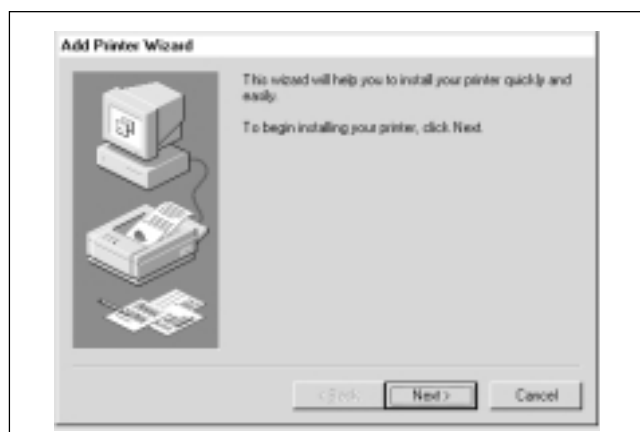 Add Printer Wizard
This wizard will help you to install your printer quickly and
easily.
To begin installing your printer, click Next.
< Back
Next >
Cancel